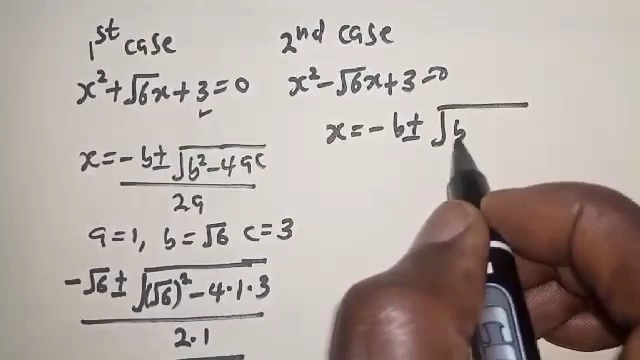 1st case
x² + √6x + 3 = 0
x = -b ± √b² - 4ac
2a
a = 1, b = √6 c = 3
-√6 ± √(√6)² - 4·1·3
2·1
2nd case
x² - √6x + 3 = 0
x = -b ± √b